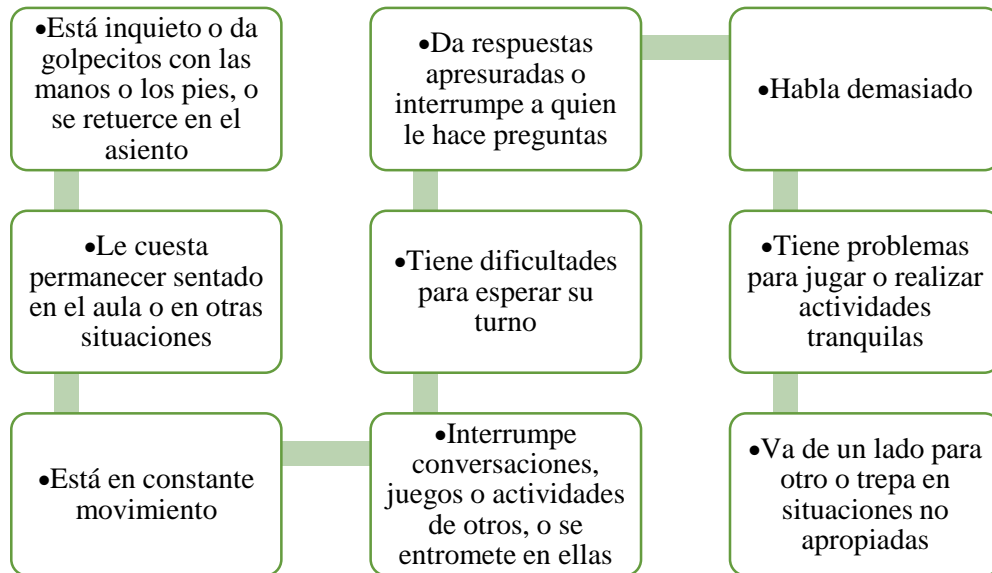 •Está inquieto o da
golpecitos con las
manos o los pies, o
se retuerce en el
asiento
•Le cuesta
permanecer sentado
en el aula o en otras
situaciones
•Está en constante
movimiento
•Interrumpe
conversaciones,
juegos o actividades
de otros, o se
entromete en ellas
•Tiene dificultades
para esperar su
turno
•Da respuestas
apresuradas o
interrumpe a quien
le hace preguntas
•Habla demasiado
•Tiene problemas
para jugar o realizar
actividades
tranquilas
•Va de un lado para
otro o trepa en
situaciones no
apropiadas